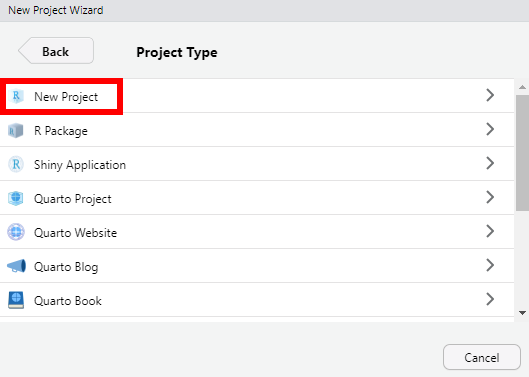 New Project Wizard
Back
Project Type
New Project
R Package
Shiny Application
Quarto Project
Quarto Website
Quarto Blog
Quarto Book
Cancel